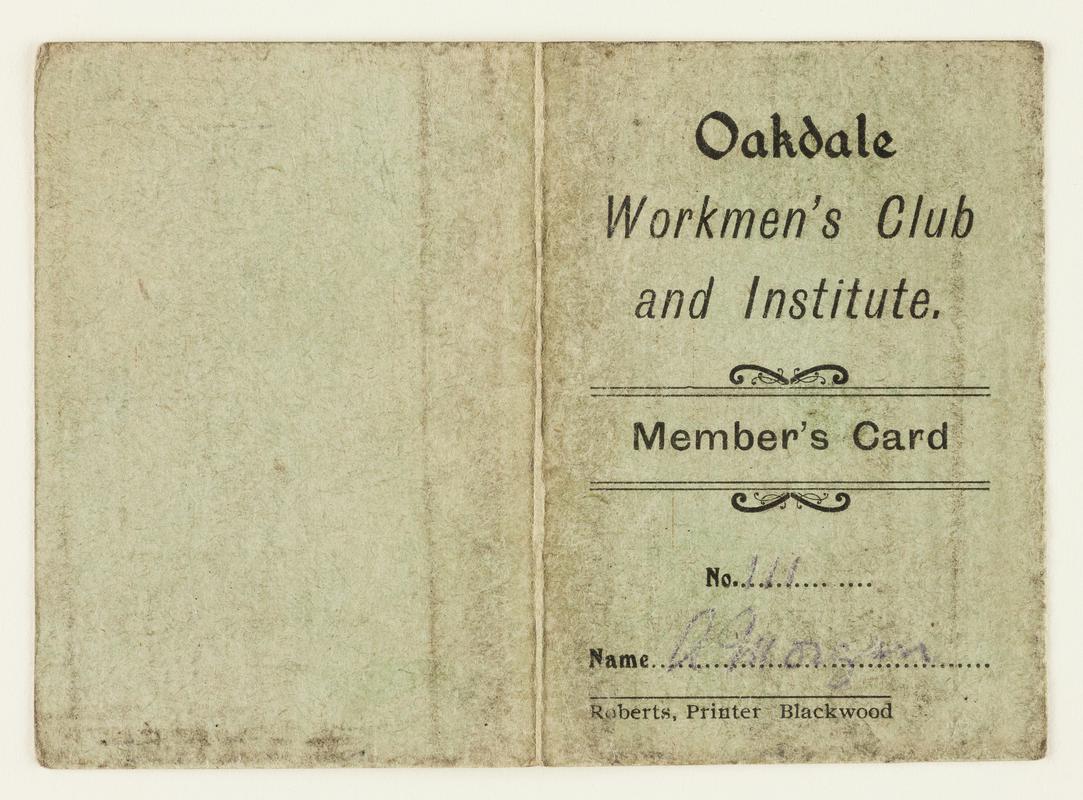 Oakdale
Workmen's Club
and Institute.
Member's Card
No. 111
Name. Morgan
Roberts, Printer Blackwood